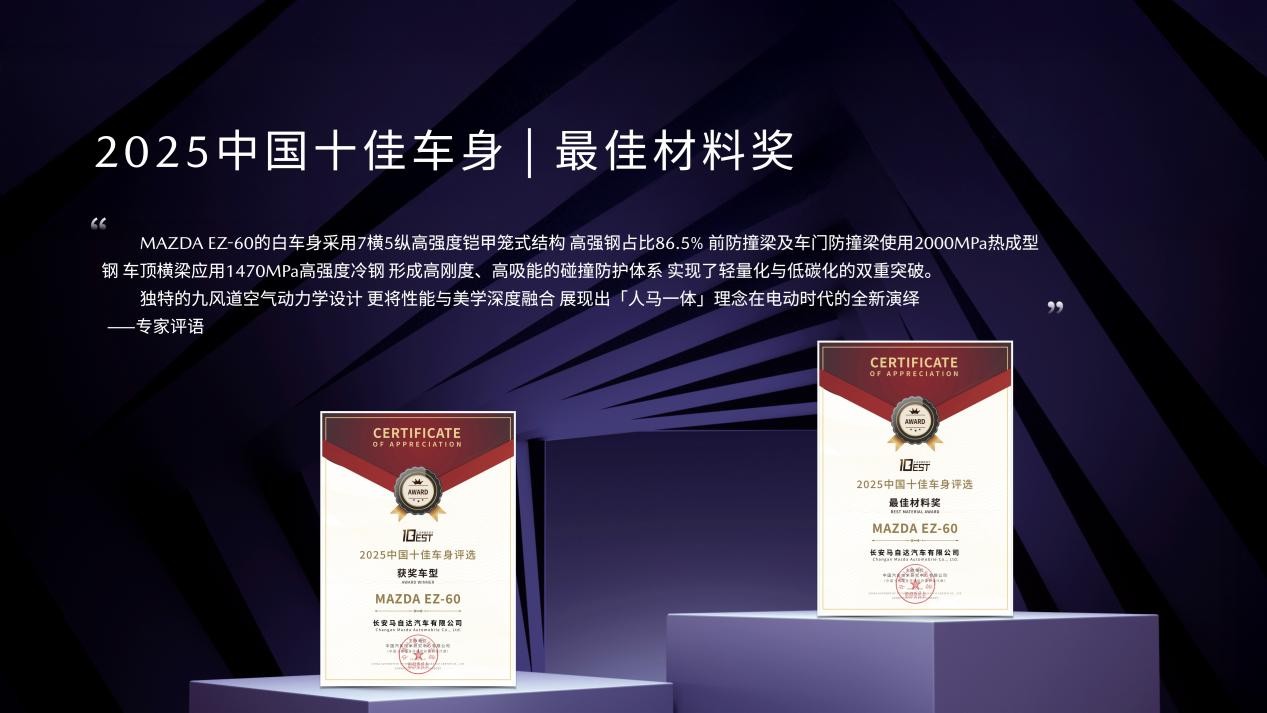 2025中国十佳车身｜最佳材料奖
“
MAZDA EZ-60的白车身采用7横5纵高强度铠甲笼式结构 高强钢占比86.5% 前防撞梁及车门防撞梁使用2000MPa热成型
钢 车顶横梁应用1470MPa高强度冷钢 形成高刚度、高吸能的碰撞防护体系 实现了轻量化与低碳化的双重突破。
独特的九风道空气动力学设计 更将性能与美学深度融合 展现出「人马一体」理念在电动时代的全新演绎
”
——专家评语
CERTIFICATE
OF APPRECIATION
AWARD
10BEST
2025中国十佳车身评选
获奖车型
AWARD WINNER
MAZDA EZ-60
长安马自达汽车有限公司
Changan Mazda Automobile Co., Ltd.
CERTIFICATE
OF APPRECIATION
AWARD
10BEST
2025中国十佳车身评选
最佳材料奖
BEST MATERIAL AWARD
MAZDA EZ-60
长安马自达汽车有限公司
Changan Mazda Automobile Co., Ltd.